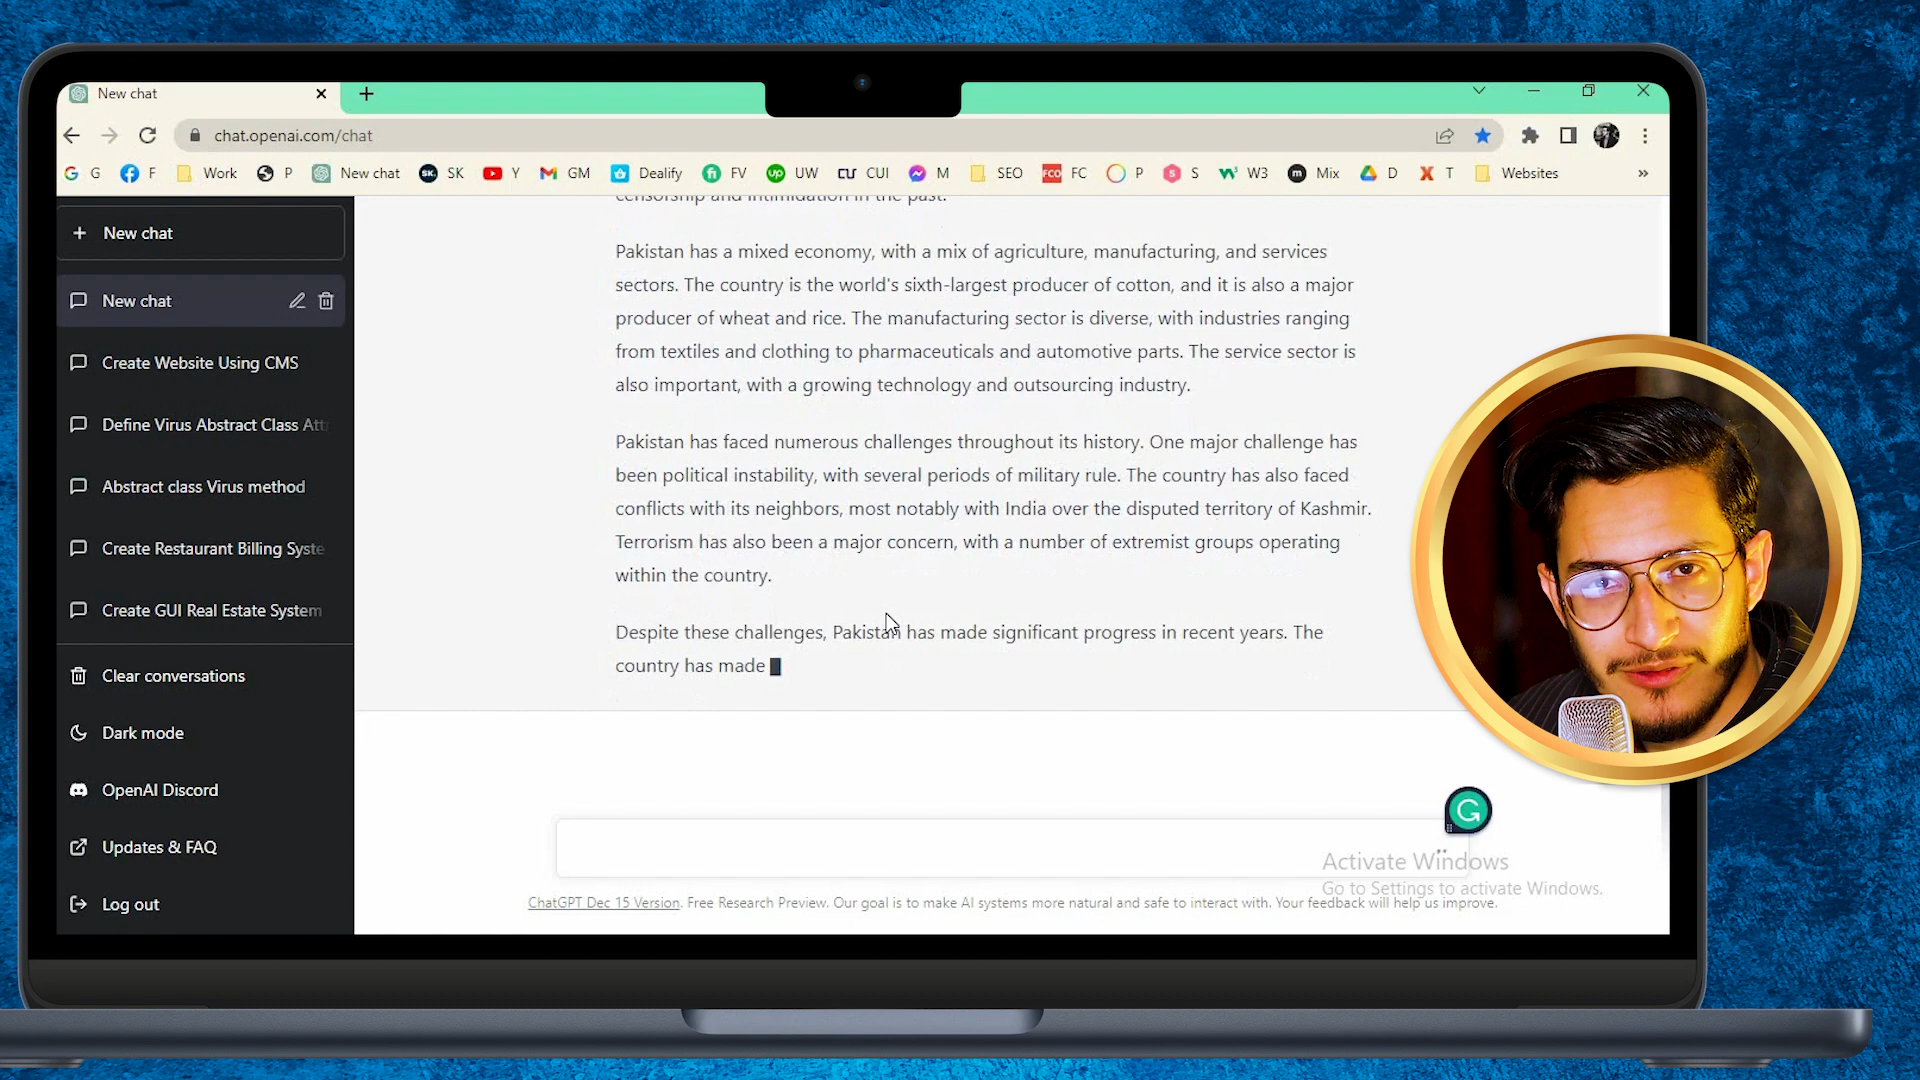 New chat
chat.openai.com/chat
G F Work P New chat SK Y GM Dealify FV UW CUI M SEO FC P S W3 Mix D T Websites »
New chat
New chat
Create Website Using CMS
Define Virus Abstract Class Att
Abstract class Virus method
Create Restaurant Billing Syste
Create GUI Real Estate System
Clear conversations
Dark mode
OpenAI Discord
Updates & FAQ
Log out
censorship and intimidation in the past.
Pakistan has a mixed economy, with a mix of agriculture, manufacturing, and services
sectors. The country is the world's sixth-largest producer of cotton, and it is also a major
producer of wheat and rice. The manufacturing sector is diverse, with industries ranging
from textiles and clothing to pharmaceuticals and automotive parts. The service sector is
also important, with a growing technology and outsourcing industry.
Pakistan has faced numerous challenges throughout its history. One major challenge has
been political instability, with several periods of military rule. The country has also faced
conflicts with its neighbors, most notably with India over the disputed territory of Kashmir.
Terrorism has also been a major concern, with a number of extremist groups operating
within the country.
Despite these challenges, Pakistan has made significant progress in recent years. The
country has made
Activate Windows
Go to Settings to activate Windows.
ChatGPT Dec 15 Version. Free Research Preview. Our goal is to make AI systems more natural and safe to interact with. Your feedback will help us improve.